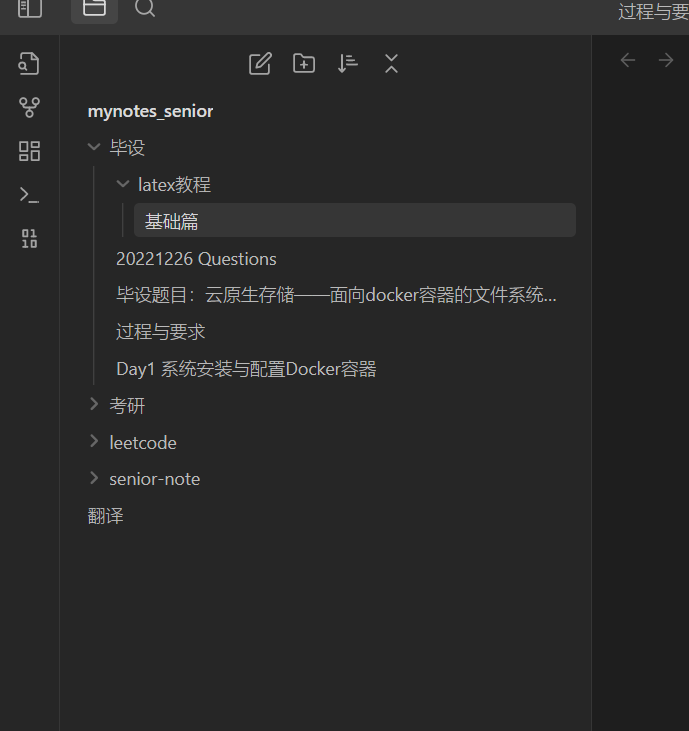 过程与要
mynotes_senior
毕设
latex教程
基础篇
20221226 Questions
毕设题目：云原生存储——面向docker容器的文件系统...
过程与要求
Day1 系统安装与配置Docker容器
考研
leetcode
senior-note
翻译